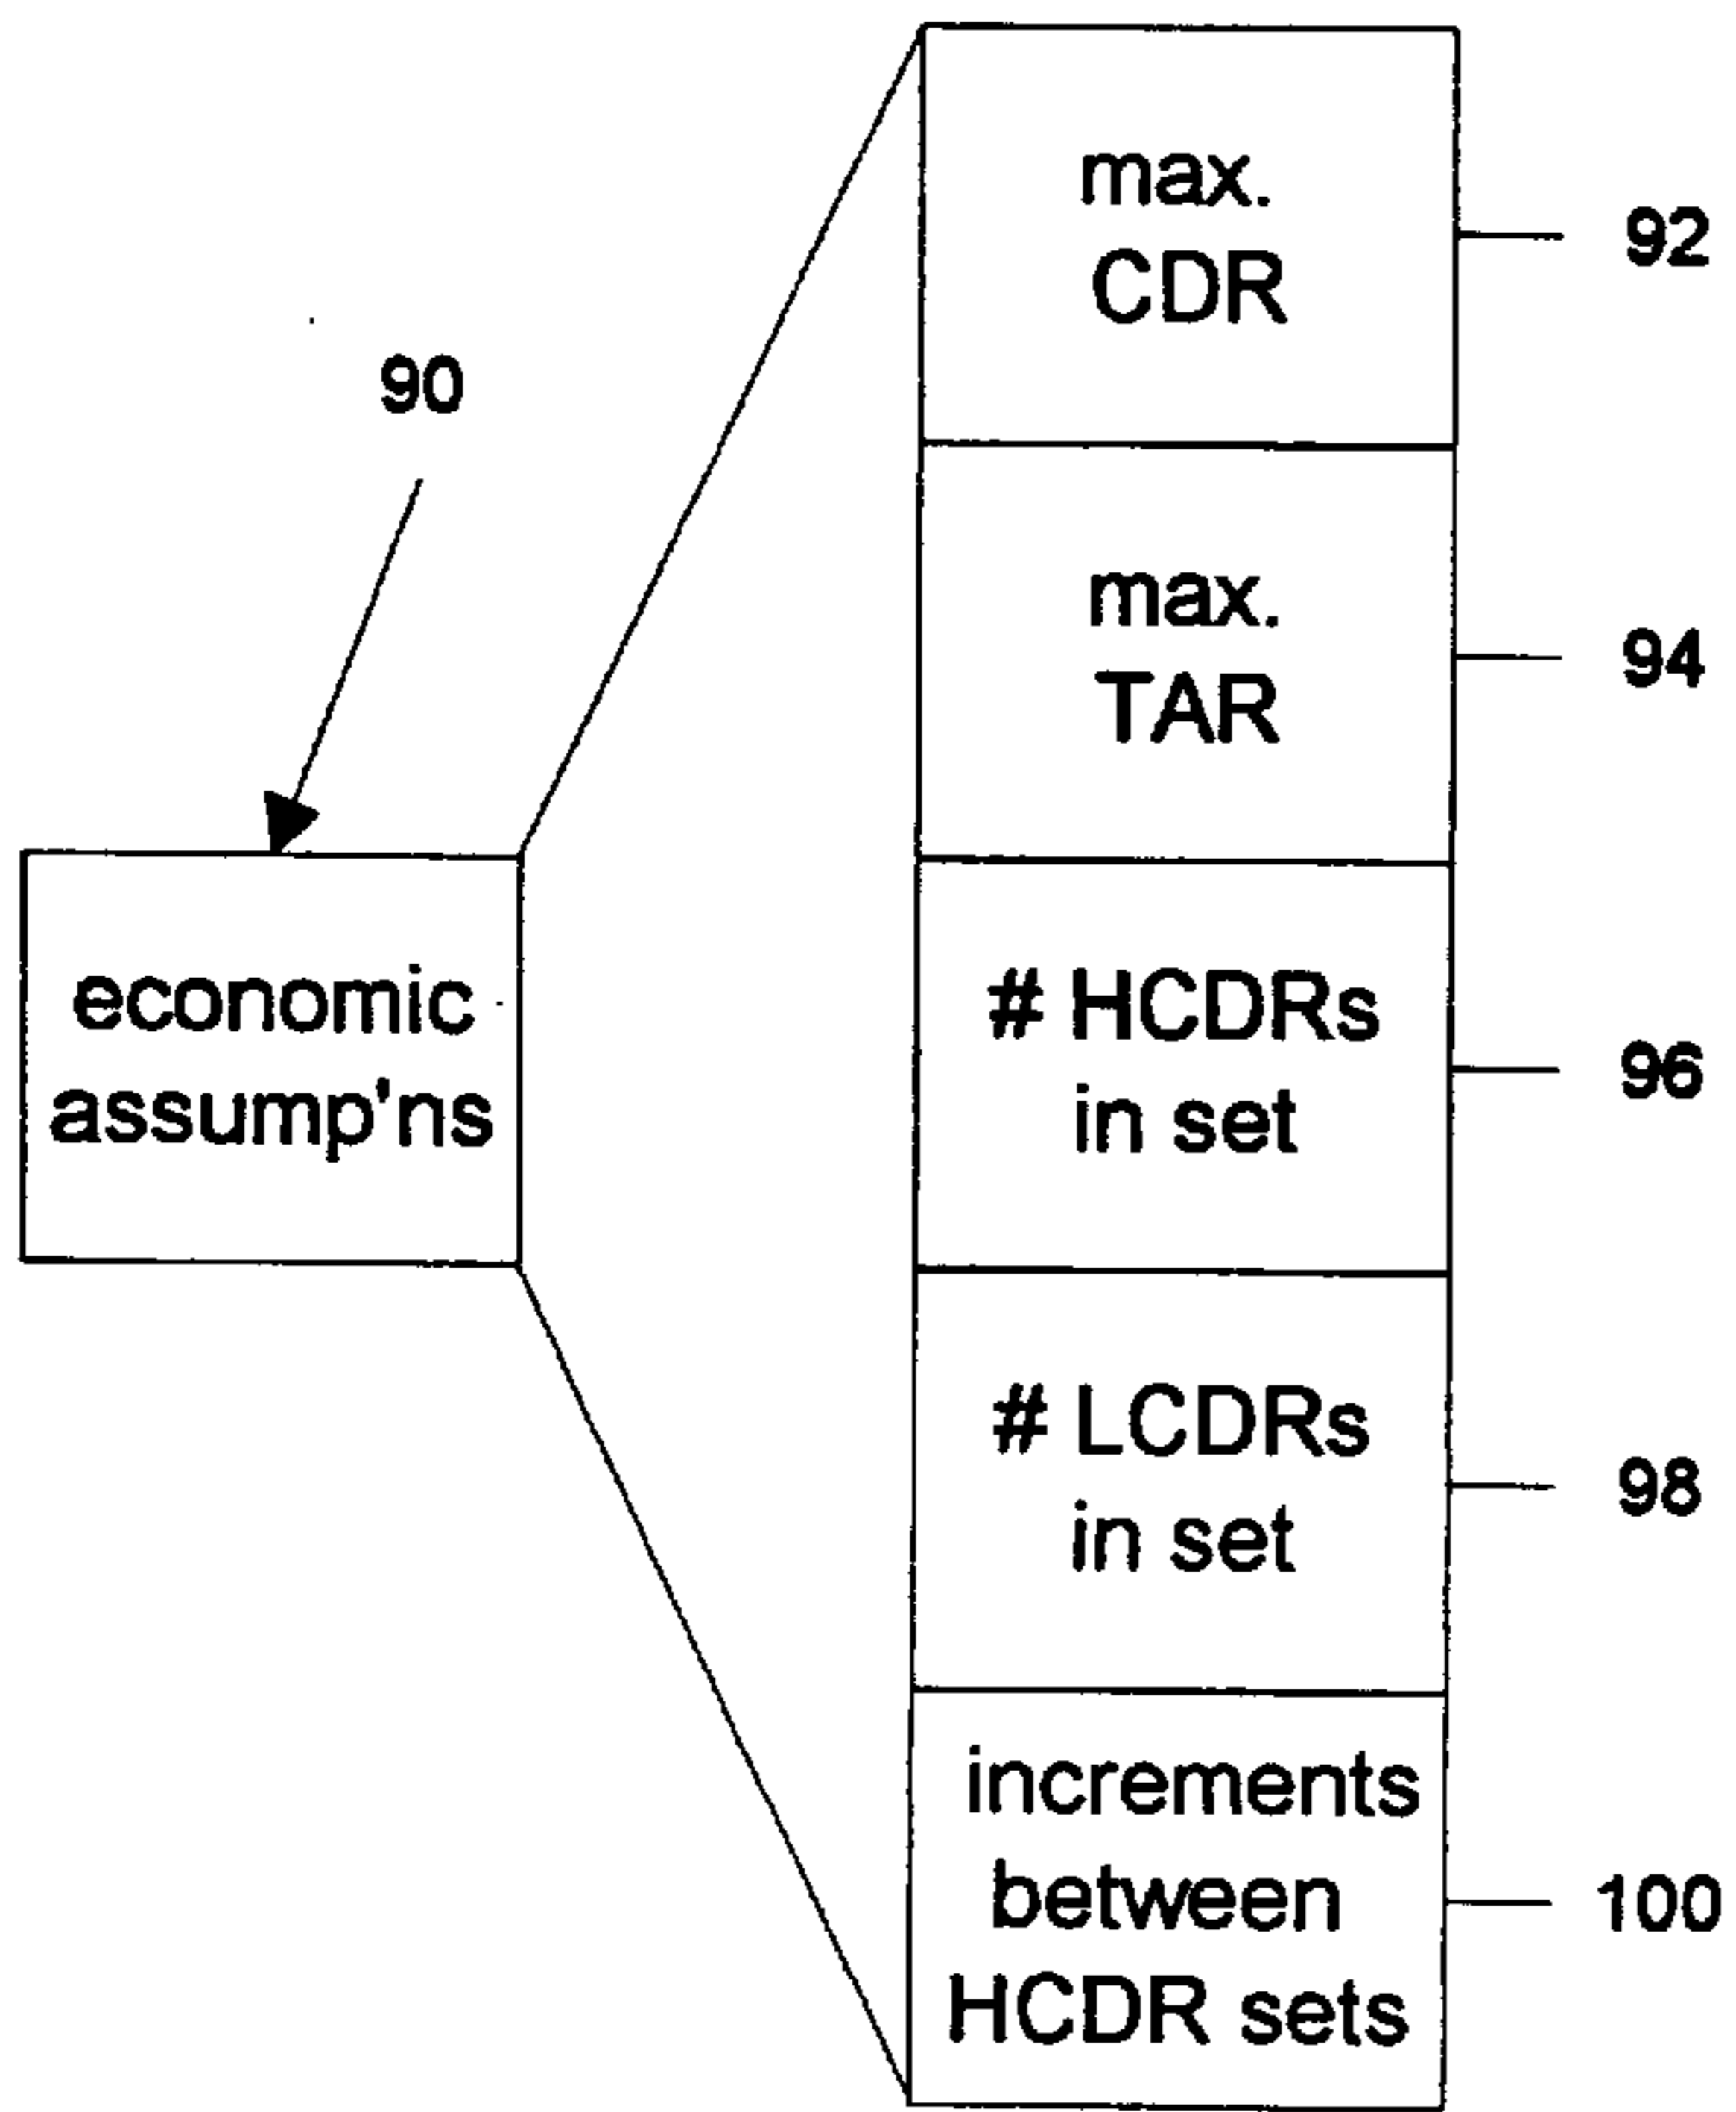 90
economic
assump'ns
max.
CDR
92
max.
TAR
94
# HCDRs
in set
96
# LCDRs
in set
98
increments
between
HCDR sets
100